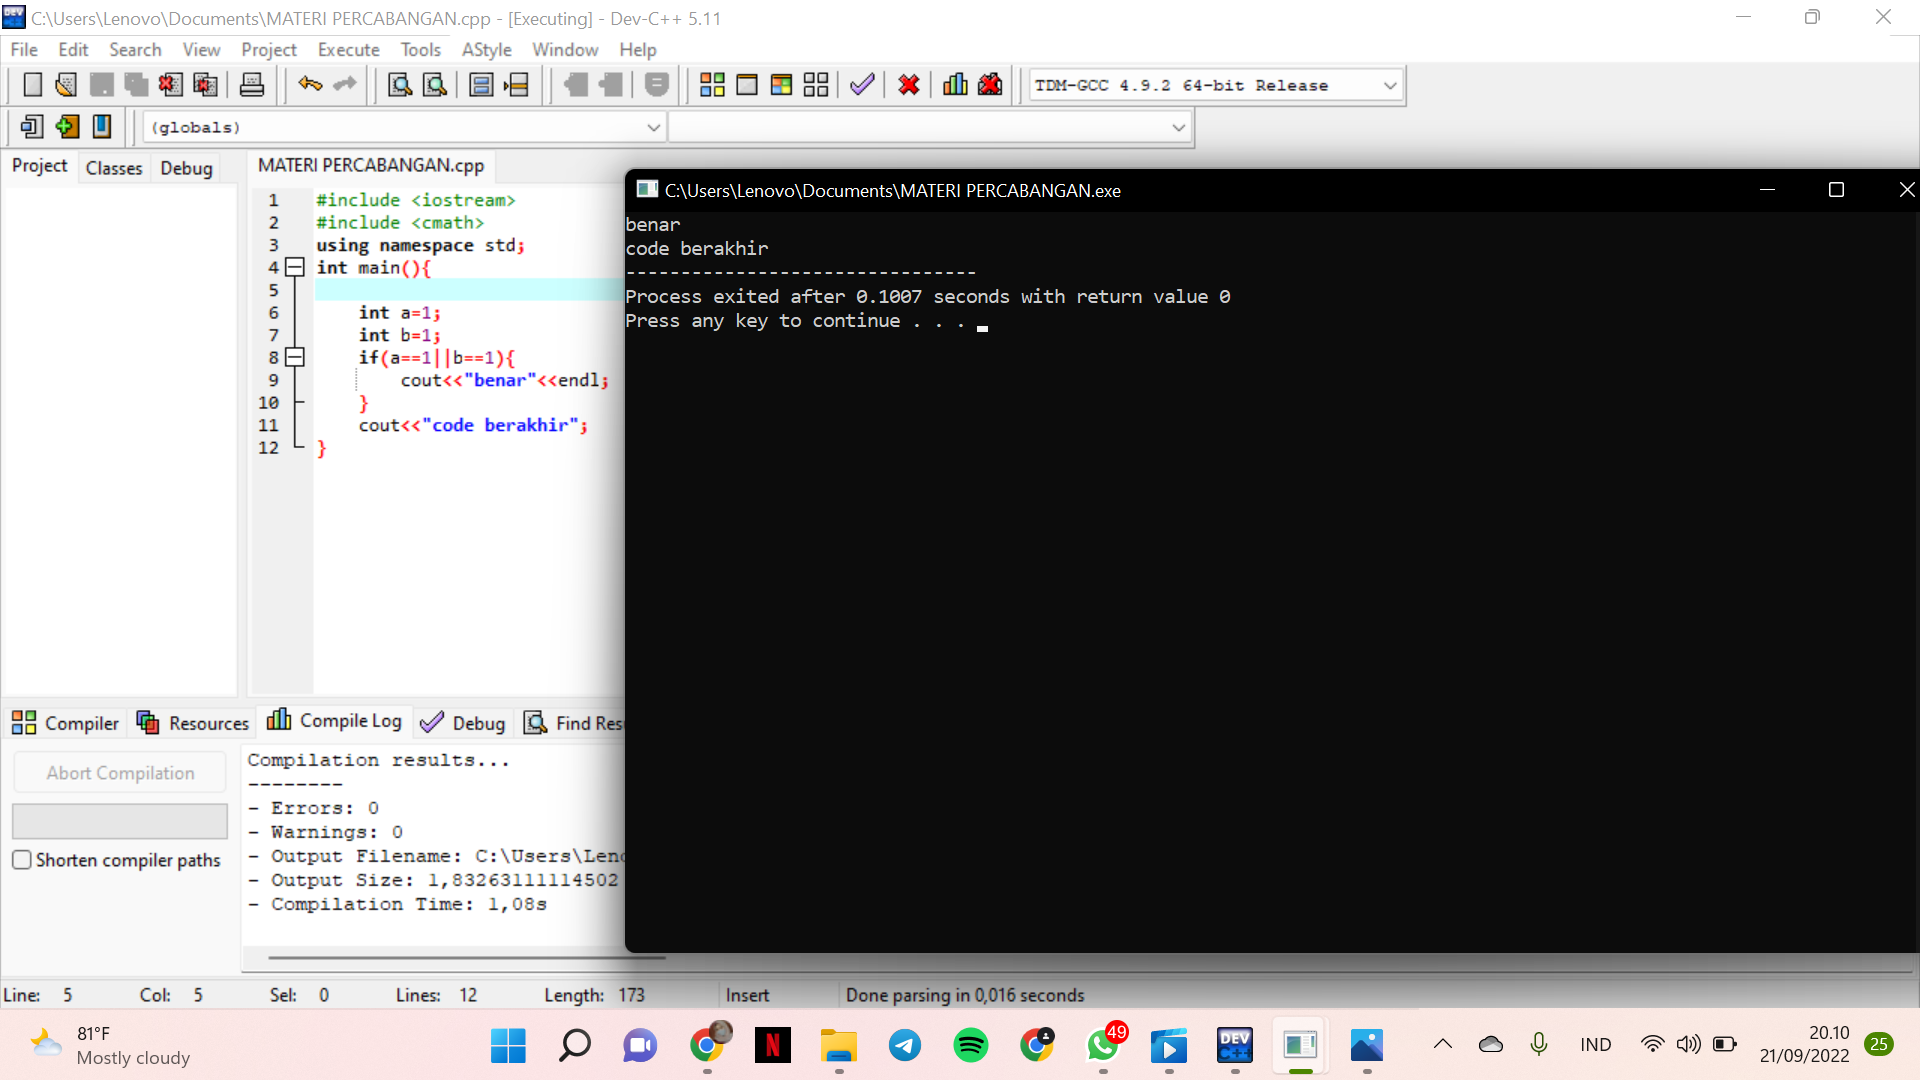 C:\Users\Lenovo\Documents\MATERI PERCABANGAN.cpp - [Executing] - Dev-C++ 5.11
File Edit Search View Project Execute Tools AStyle Window Help
TDM-GCC 4.9.2 64-bit Release
(globals)
Project Classes Debug
MATERI PERCABANGAN.cpp
1 #include <iostream>
2 #include <cmath>
3 using namespace std;
4 int main(){
5
6 int a=1;
7 int b=1;
8 if(a==1||b==1){
9 cout<<"benar"<<endl;
10 }
11 cout<<"code berakhir";
12 }
C:\Users\Lenovo\Documents\MATERI PERCABANGAN.exe
benar
code berakhir
--------------------------------
Process exited after 0.1007 seconds with return value 0
Press any key to continue . . .
Compiler Resources Compile Log Debug Find Resu
Abort Compilation
Shorten compiler paths
Compilation results...
--------
- Errors: 0
- Warnings: 0
- Output Filename: C:\Users\Leno
- Output Size: 1,83263111114502
- Compilation Time: 1,08s
Line: 5 Col: 5 Sel: 0 Lines: 12 Length: 173 Insert Done parsing in 0,016 seconds
81°F
Mostly cloudy
N
49
DEV
C++
IND
20.10
21/09/2022
25